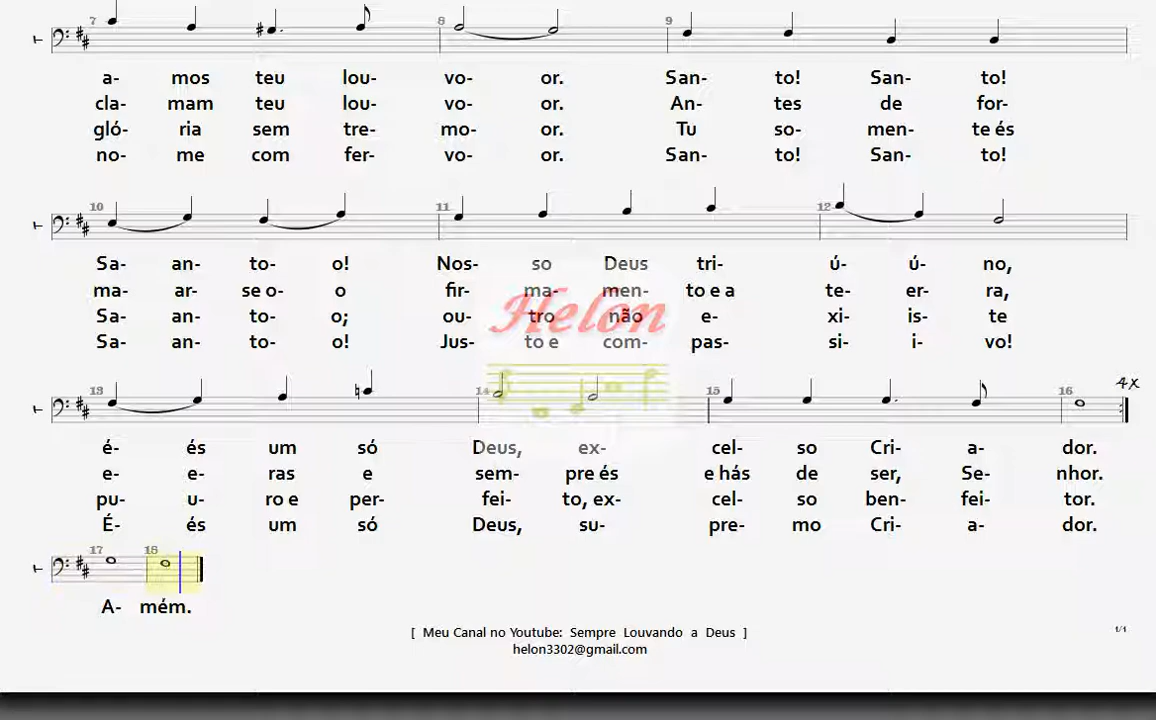 7 8 9
T
a- mos teu lou- vo- or. San- to! San- to!
cla- mam teu lou- vo- or. An- tes de for-
gló- ria sem tre- mo- or. Tu so- men- te és
no- me com fer- vo- or. San- to! San- to!
10 11 12
T
Sa- an- to- o! Nos- so Deus tri- ú- ú- no,
ma- ar- se o- o fir- ma- men- to e a te- er- ra,
Sa- an- to- o; ou- tro não e- xi- is- te
Sa- an- to- o! Jus- to e com- pas- si- i- vo!
Helon
13 14 15 16 4x
T
é- és um só Deus, ex- cel- so Cri- a- dor.
e- e- ras e sem- pre és e hás de ser, Se- nhor.
pu- u- ro e per- fei- to, ex- cel- so ben- fei- tor.
É- és um só Deus, su- pre- mo Cri- a- dor.
17 18
T
A- mém.
[ Meu Canal no Youtube: Sempre Louvando a Deus ]
helon3302@gmail.com
1/1